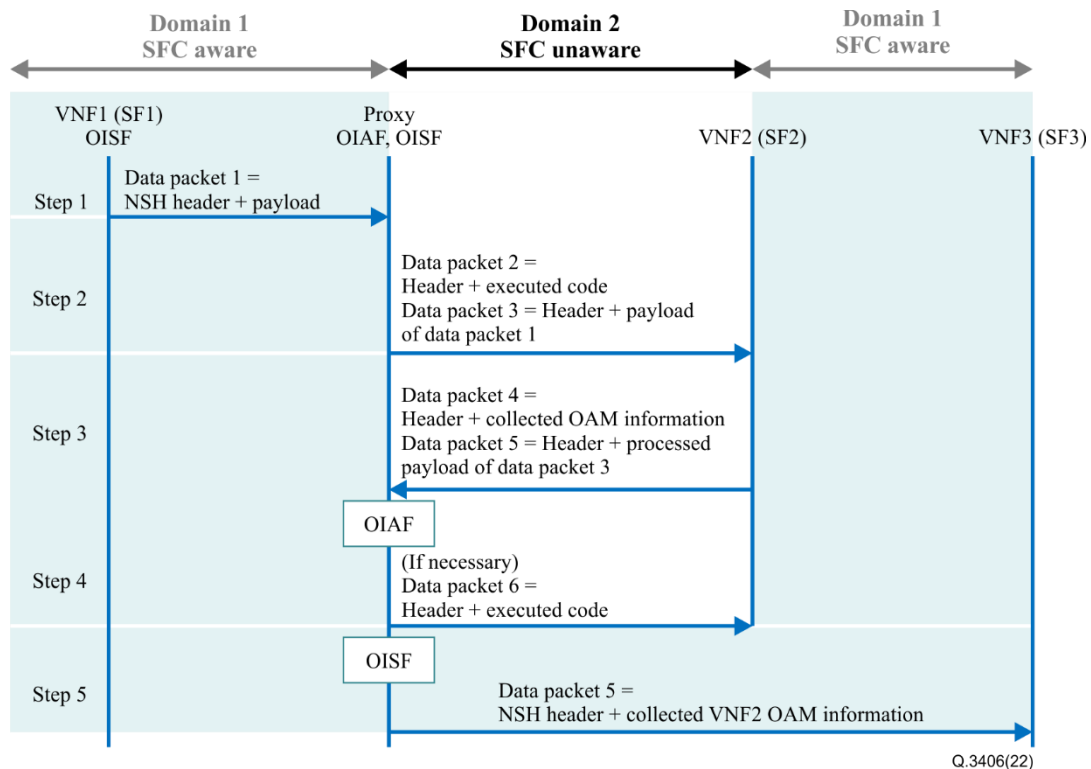 Domain 1
SFC aware
Domain 2
SFC unaware
Domain 1
SFC aware
VNF1 (SF1)
OISF
Proxy
OIAF, OISF
VNF2 (SF2)
VNF3 (SF3)
Step 1
Data packet 1 =
NSH header + payload
Step 2
Data packet 2 =
Header + executed code
Data packet 3 = Header + payload
of data packet 1
Step 3
Data packet 4 =
Header + collected OAM information
Data packet 5 = Header + processed
payload of data packet 3
OIAF
Step 4
(If necessary)
Data packet 6 =
Header + executed code
OISF
Step 5
Data packet 5 =
NSH header + collected VNF2 OAM information
Q.3406(22)